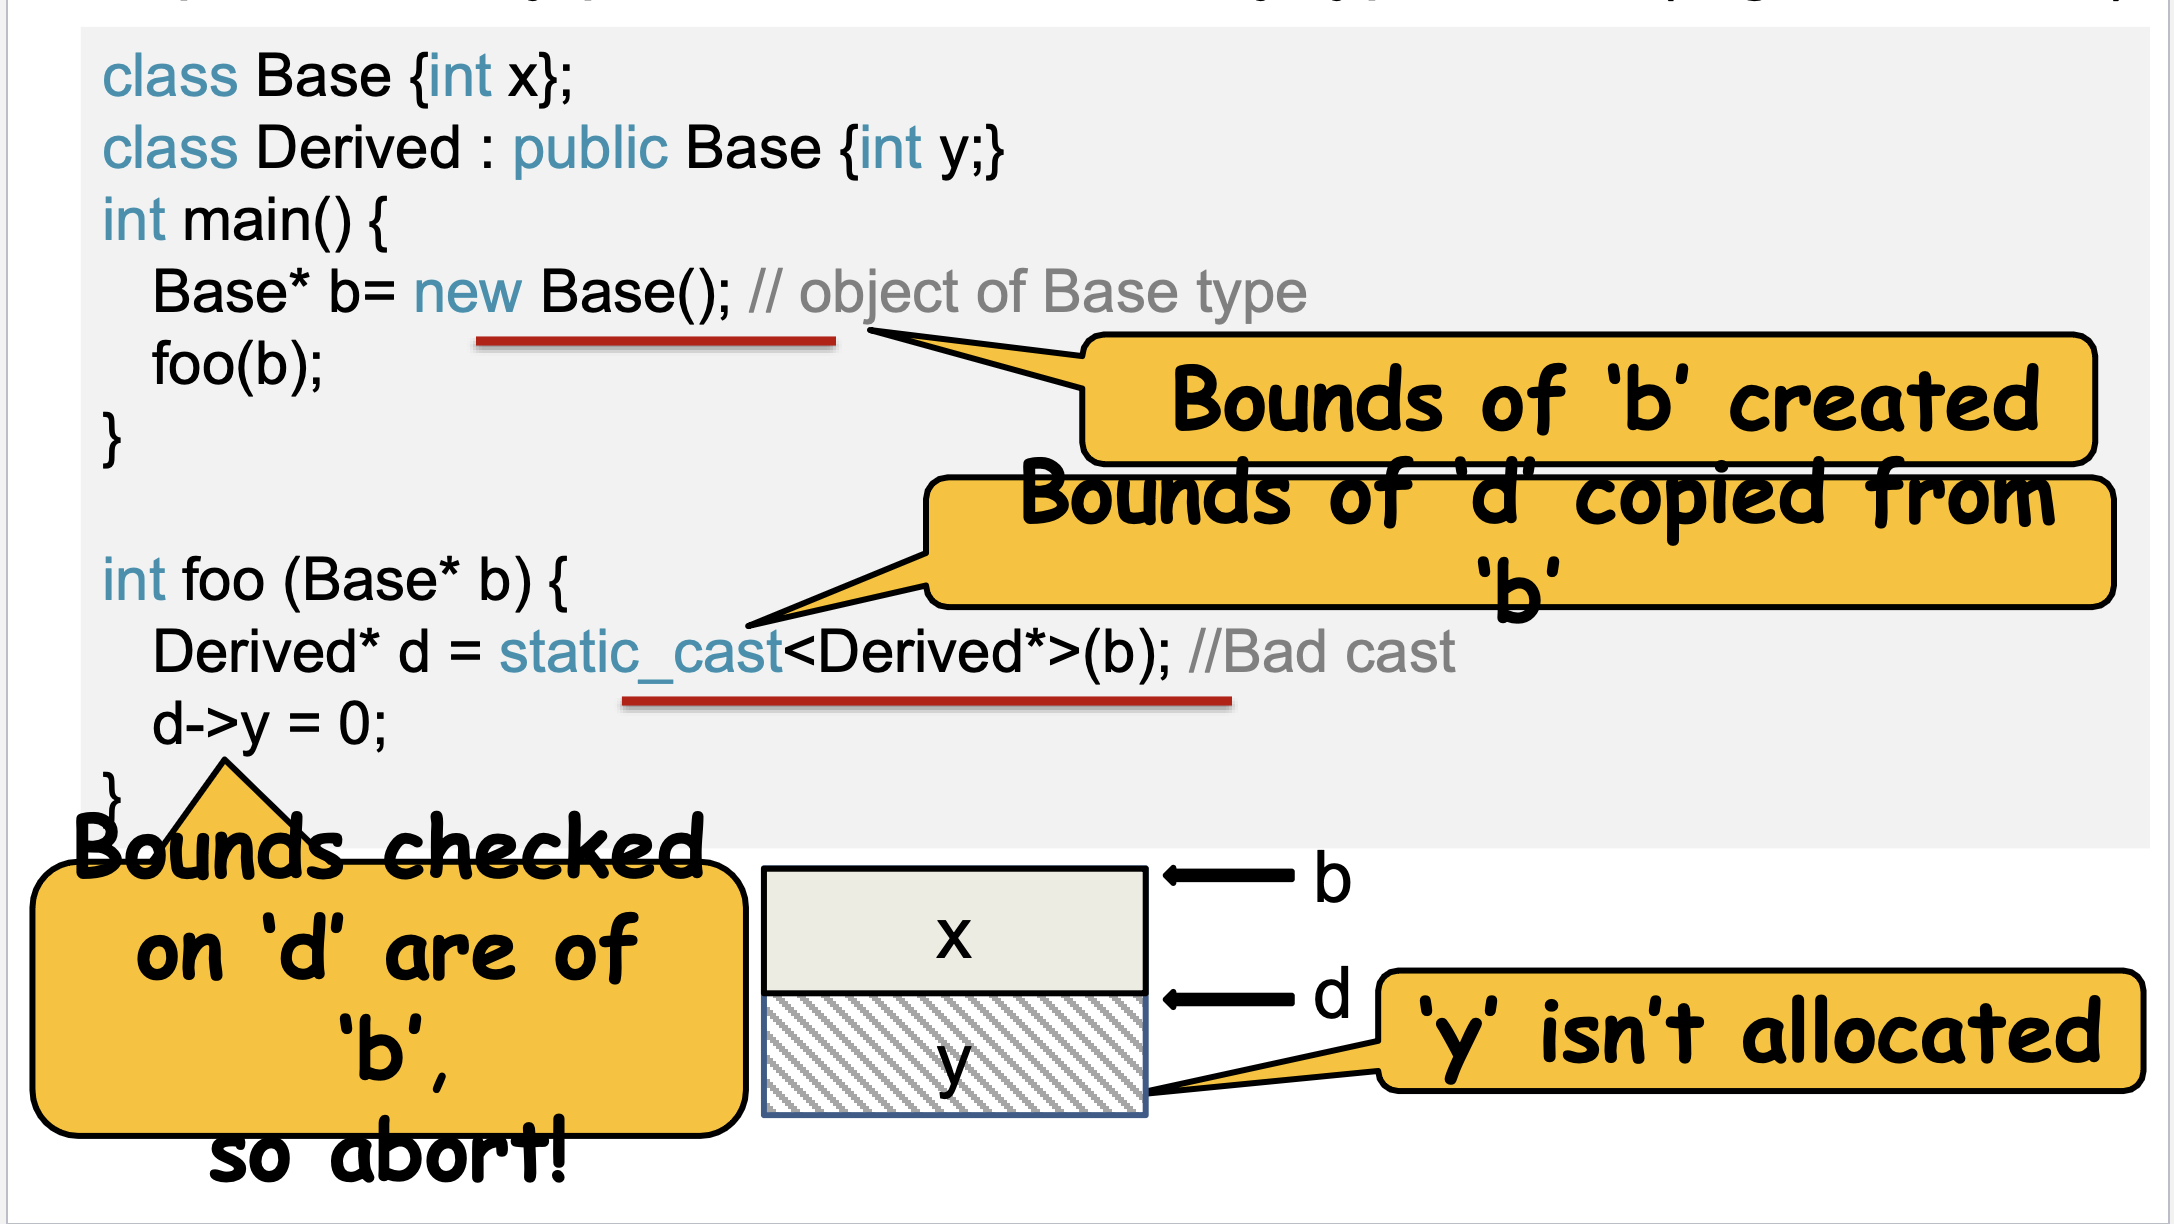 class Base {int x};
class Derived : public Base {int y;}
int main() {
Base* b= new Base(); // object of Base type
foo(b);
}
Bounds of ‘b’ created
Bounds of ‘d’ copied from
‘b’
int foo (Base* b) {
Derived* d = static_cast<Derived*>(b); //Bad cast
d->y = 0;
}
Bounds checked
on ‘d’ are of
‘b’,
so abort!
x
y
b
d
‘y’ isn’t allocated